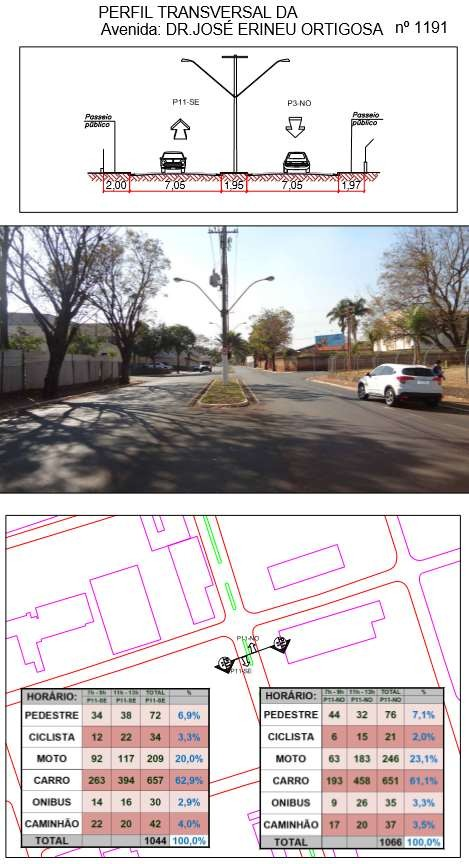 PERFIL TRANSVERSAL DA
Avenida: DR.JOSÉ ERINEU ORTIGOSA nº 1191
P11-SE P3-NO
Passeio público
Passeio público
2,00 7,05 1,95 7,05 1,97
P11-NO
P11-SE
HORÁRIO: 7h - 9h 11h - 13h TOTAL %
P11-SE P11-SE P11-SE
PEDESTRE 34 38 72 6,9%
CICLISTA 12 22 34 3,3%
MOTO 92 117 209 20,0%
CARRO 263 394 657 62,9%
ONIBUS 14 16 30 2,9%
CAMINHÃO 22 20 42 4,0%
TOTAL 1044 100,0%
HORÁRIO: 7h - 9h 11h - 13h TOTAL %
P11-NO P11-NO P11-NO
PEDESTRE 44 32 76 7,1%
CICLISTA 6 15 21 2,0%
MOTO 63 183 246 23,1%
CARRO 193 458 651 61,1%
ONIBUS 9 26 35 3,3%
CAMINHÃO 17 20 37 3,5%
TOTAL 1066 100,0%